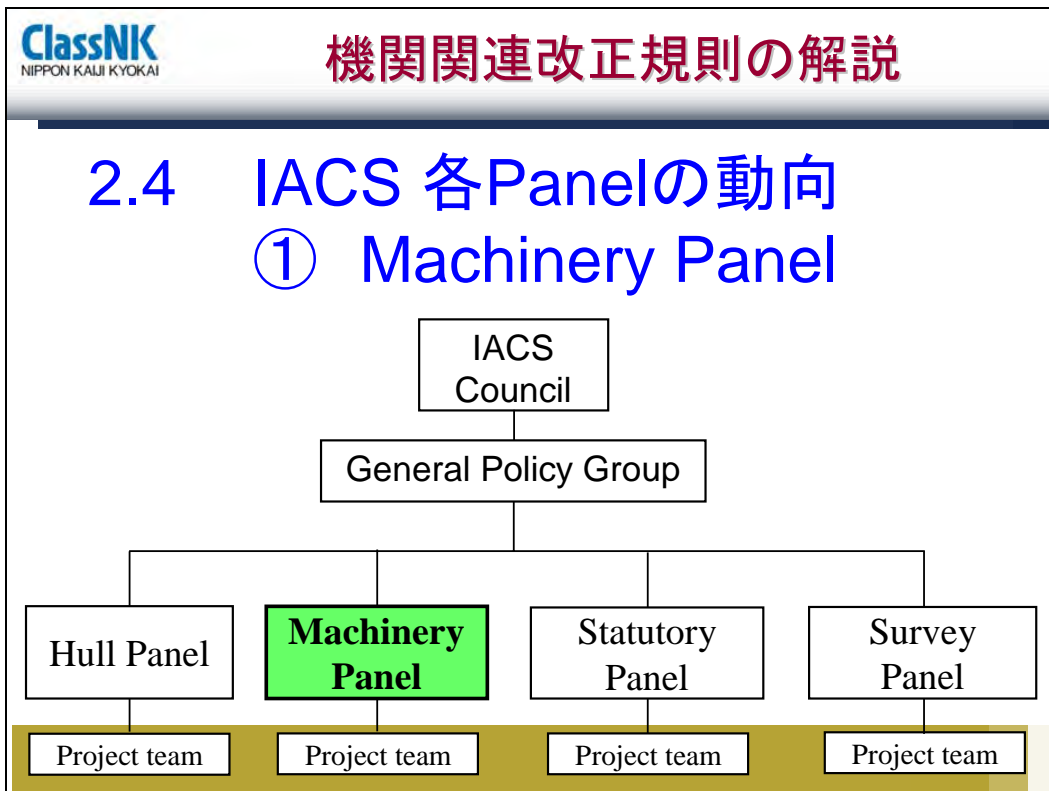 ClassNK
NIPPON KAIJI KYOKAI
機関関連改正規則の解説
2.4 IACS 各Panelの動向
① Machinery Panel
IACS
Council
General Policy Group
Hull Panel
Machinery
Panel
Statutory
Panel
Survey
Panel
Project team
Project team
Project team
Project team